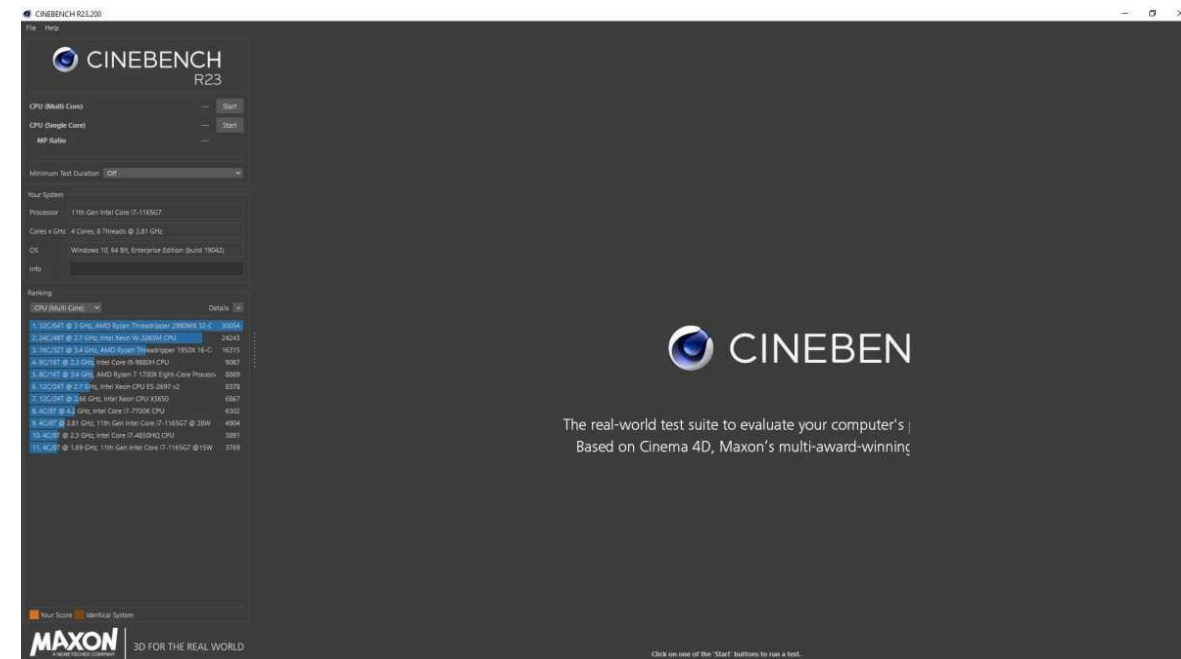 CINEBENCH R23.200
File Help
CINEBENCH
R23
CPU (Multi Core) --- Start
CPU (Single Core) --- Start
MP Ratio ---
Minimum Test Duration Off
Your System
Processor 11th Gen Intel Core i7-1165G7
Cores x GHz 4 Cores, 8 Threads @ 2.81 GHz
OS Windows 10, 64 Bit, Enterprise Edition (build 19042)
Info
Ranking
CPU (Multi Core) Details
1. 32C/64T @ 3 GHz, AMD Ryzen Threadripper 2990WX 32-C 30054
2. 24C/48T @ 2.7 GHz, Intel Xeon W-3265M CPU 24243
3. 16C/32T @ 3.4 GHz, AMD Ryzen Threadripper 1950X 16-C 16315
4. 8C/16T @ 2.3 GHz, Intel Core i9-9880H CPU 9087
5. 8C/16T @ 3.4 GHz, AMD Ryzen 7 1700X Eight-Core Process 8889
6. 12C/24T @ 2.7 GHz, Intel Xeon CPU E5-2697 v2 8378
7. 12C/24T @ 2.66 GHz, Intel Xeon CPU X5650 6867
8. 4C/8T @ 4.2 GHz, Intel Core i7-7700K CPU 6302
9. 4C/8T @ 2.81 GHz, 11th Gen Intel Core i7-1165G7 @ 28W 4904
10. 4C/8T @ 2.3 GHz, Intel Core i7-4850HQ CPU 3891
11. 4C/8T @ 1.69 GHz, 11th Gen Intel Core i7-1165G7 @15W 3769
CINEBEN
The real-world test suite to evaluate your computer's
Based on Cinema 4D, Maxon's multi-award-winning
Your Score Identical System
MAXON
A NEMETSCHEK COMPANY
3D FOR THE REAL WORLD
Click on one of the 'Start' buttons to run a test.